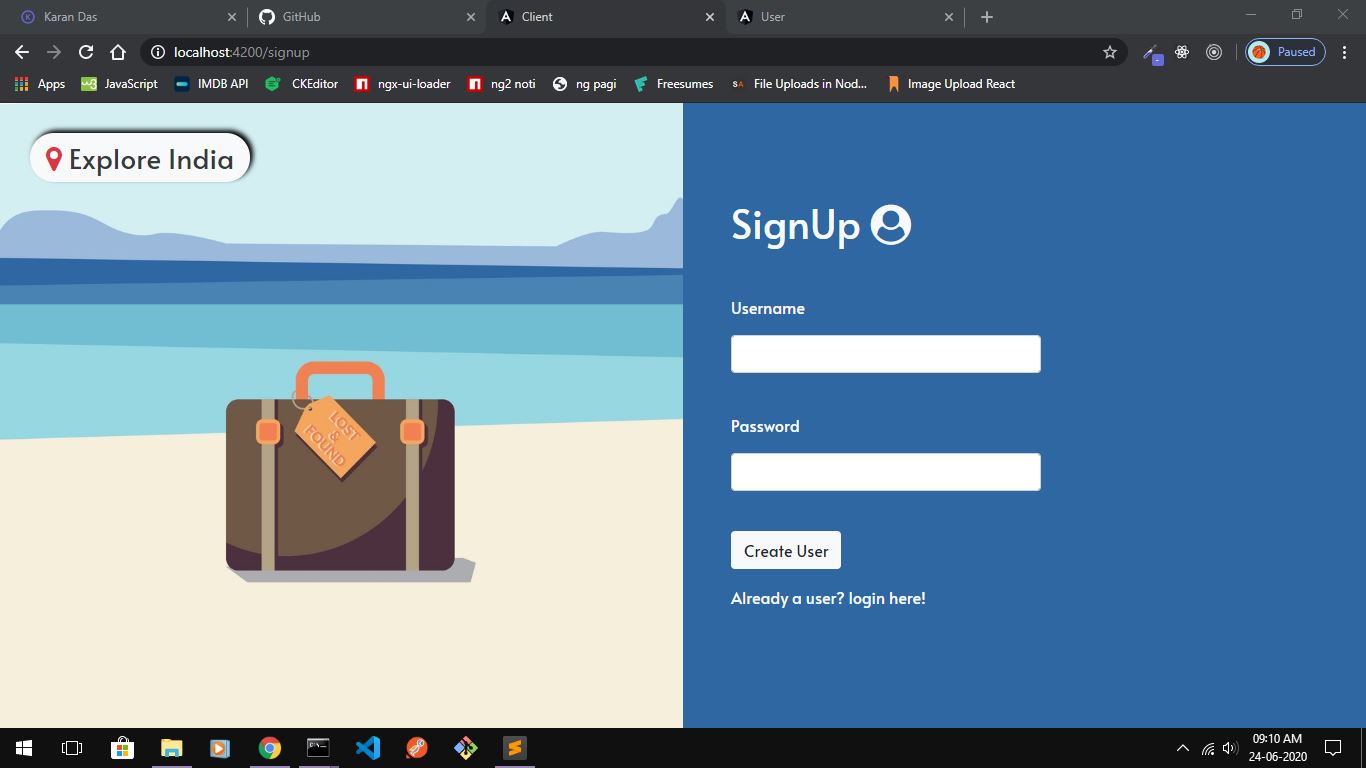 Karan Das
GitHub
Client
User
localhost:4200/signup
Paused
Apps
JavaScript
IMDB API
CKEditor
ngx-ui-loader
ng2 noti
ng pagi
Freesumes
SA
File Uploads in Nod...
Image Upload React
Explore India
LOST
&
FOUND
SignUp
Username
Password
Create User
Already a user? login here!
09:10 AM
24-06-2020